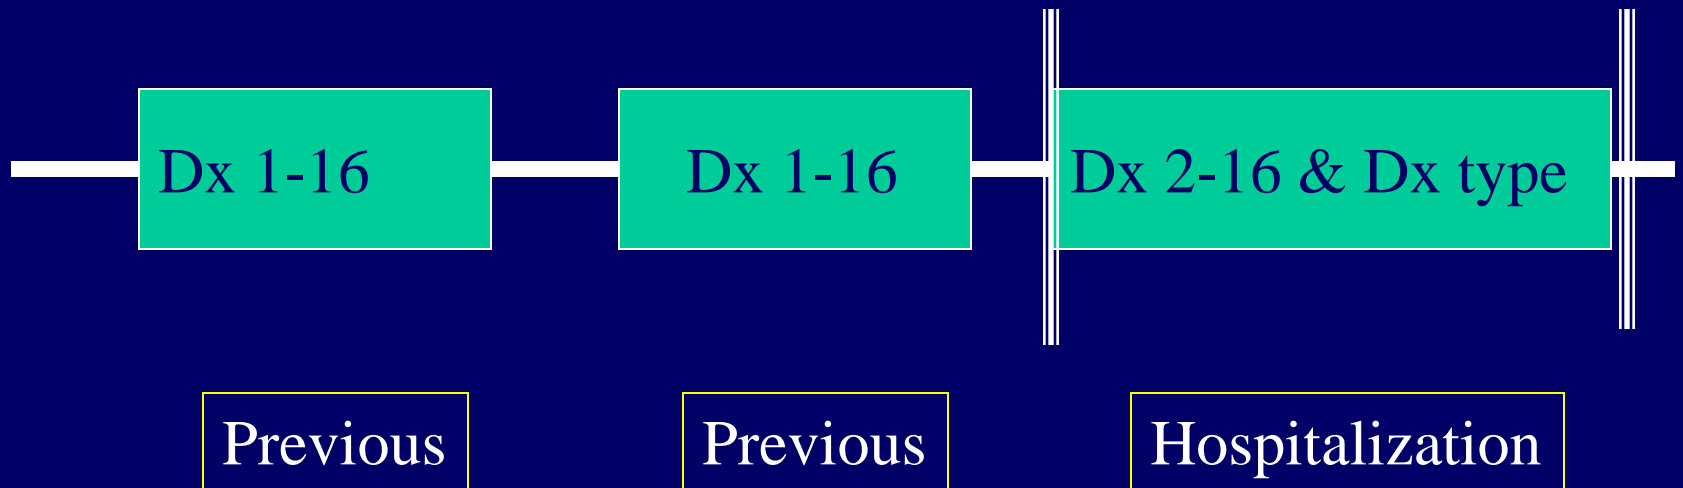 Dx 1-16
Dx 1-16
Dx 2-16 & Dx type
Previous
Previous
Hospitalization